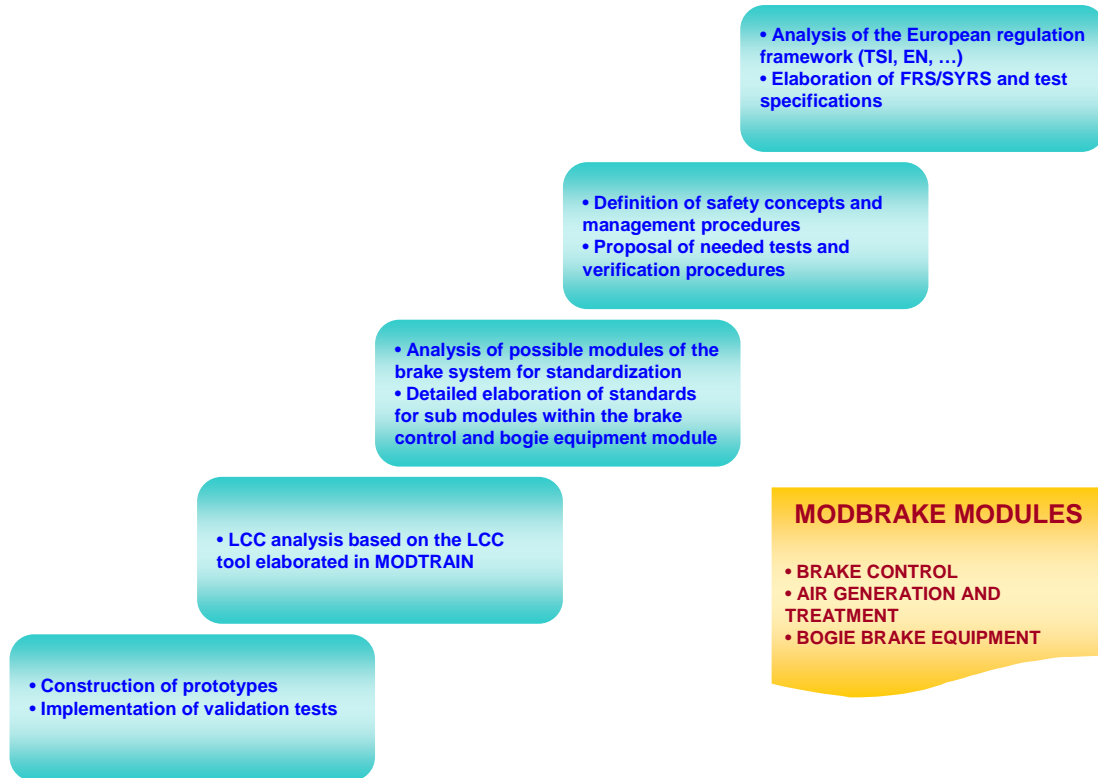 • Analysis of the European regulation
framework (TSI, EN, …)
• Elaboration of FRS/SYRS and test
specifications
• Definition of safety concepts and
management procedures
• Proposal of needed tests and
verification procedures
• Analysis of possible modules of the
brake system for standardization
• Detailed elaboration of standards
for sub modules within the brake
control and bogie equipment module
• LCC analysis based on the LCC
tool elaborated in MODTRAIN
MODBRAKE MODULES
• BRAKE CONTROL
• AIR GENERATION AND
TREATMENT
• BOGIE BRAKE EQUIPMENT
• Construction of prototypes
• Implementation of validation tests